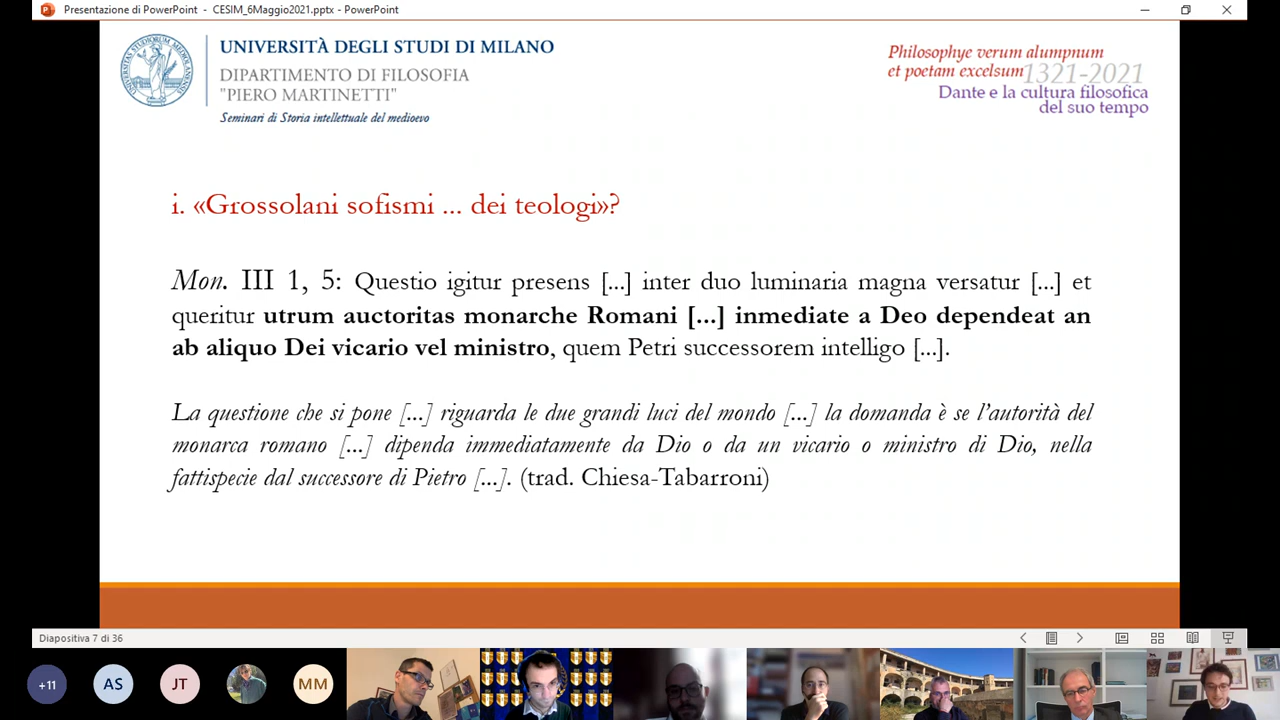 Presentazione di PowerPoint - CESIM_6Maggio2021.pptx - PowerPoint
UNIVERSITÀ DEGLI STUDI DI MILANO
DIPARTIMENTO DI FILOSOFIA
"PIERO MARTINETTI"
Seminari di Storia intellettuale del medioevo
Philosophye verum alumpnum
et poetam excelsum 1321-2021
Dante e la cultura filosofica
del suo tempo
i. «Grossolani sofismi ... dei teologi»?
Mon. III 1, 5: Questio igitur presens [...] inter duo luminaria magna versatur [...] et
queritur utrum auctoritas monarche Romani [...] inmediate a Deo dependeat an
ab aliquo Dei vicario vel ministro, quem Petri successorem intelligo [...].
La questione che si pone [...] riguarda le due grandi luci del mondo [...] la domanda è se l'autorità del
monarca romano [...] dipenda immediatamente da Dio o da un vicario o ministro di Dio, nella
fattispecie dal successore di Pietro [...]. (trad. Chiesa-Tabarroni)
Diapositiva 7 di 36
+11
AS
JT
MM